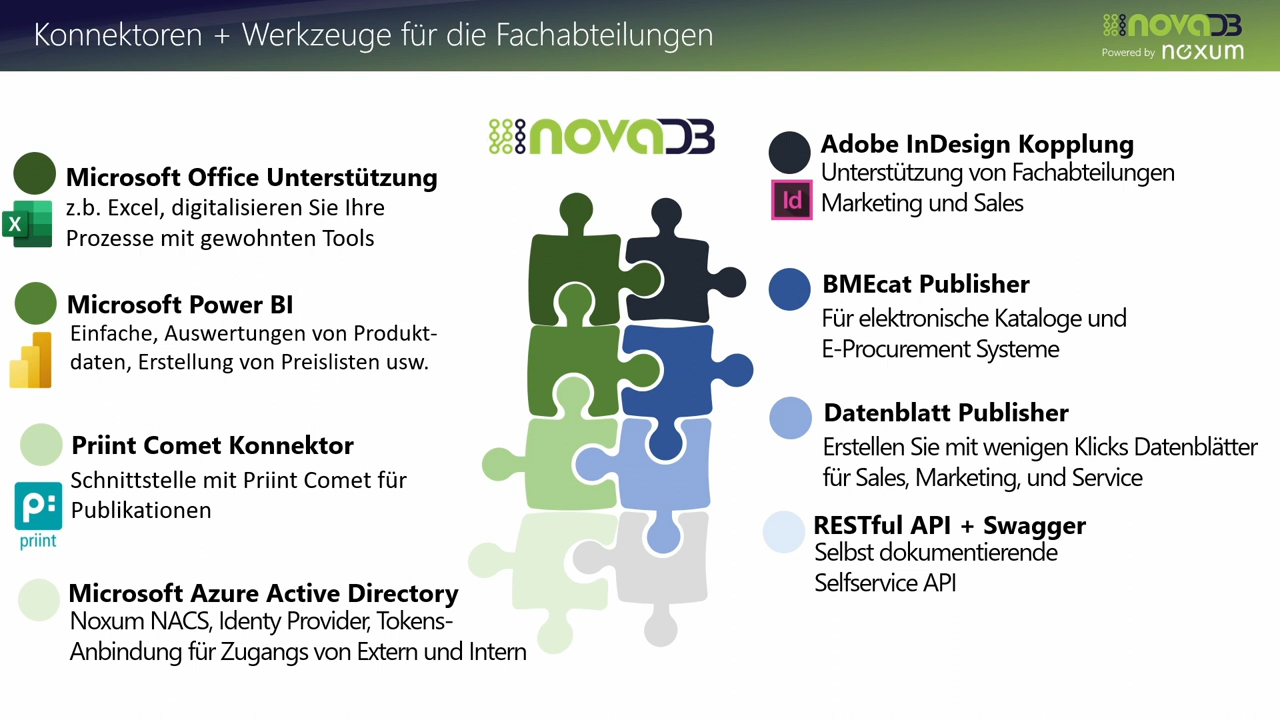 Konnektoren + Werkzeuge für die Fachabteilungen
novaDB
Powered by noxum
novaDB
Microsoft Office Unterstützung
z.b. Excel, digitalisieren Sie Ihre
Prozesse mit gewohnten Tools
X
Microsoft Power BI
Einfache, Auswertungen von Produkt-
daten, Erstellung von Preislisten usw.
Priint Comet Konnektor
Schnittstelle mit Priint Comet für
Publikationen
p:
priint
Microsoft Azure Active Directory
Noxum NACS, Identy Provider, Tokens-
Anbindung für Zugangs von Extern und Intern
Adobe InDesign Kopplung
Unterstützung von Fachabteilungen
Marketing und Sales
Id
BMEcat Publisher
Für elektronische Kataloge und
E-Procurement Systeme
Datenblatt Publisher
Erstellen Sie mit wenigen Klicks Datenblätter
für Sales, Marketing, und Service
RESTful API + Swagger
Selbst dokumentierende
Selfservice API